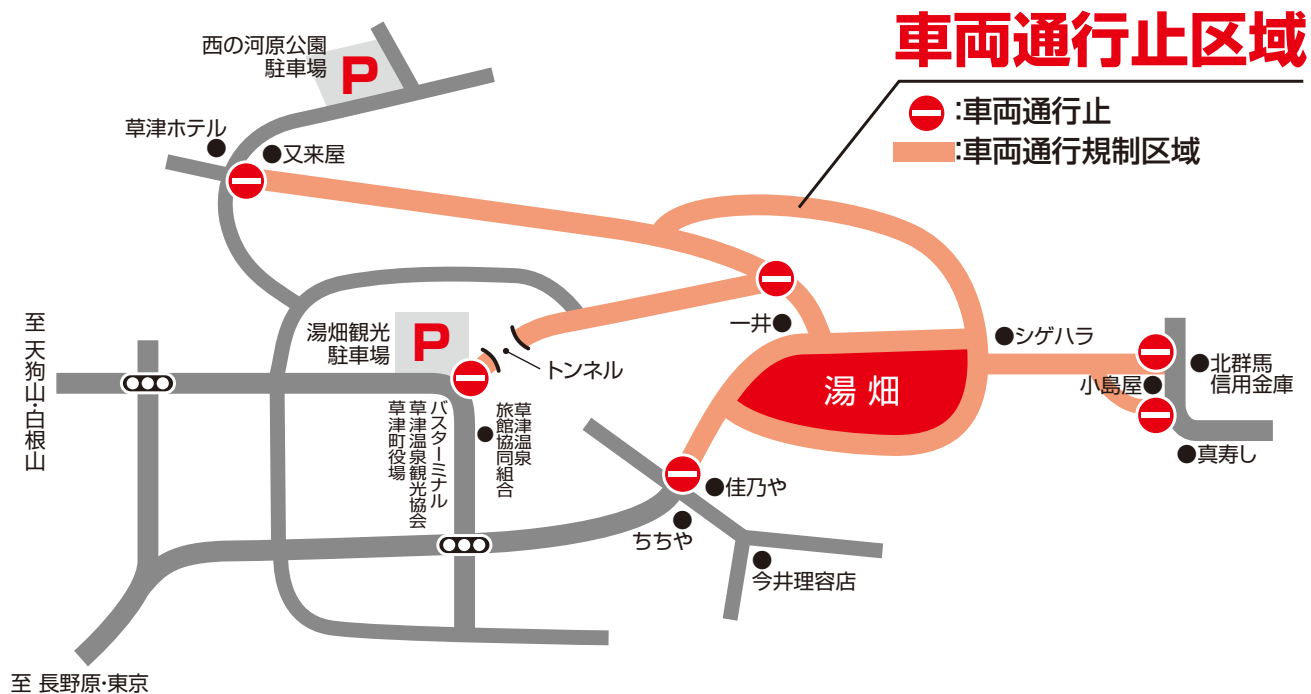 車両通行止区域
:車両通行止
:車両通行規制区域
西の河原公園
駐車場
P
草津ホテル
又来屋
至 天狗山・白根山
湯畑観光
駐車場
P
トンネル
一井
シゲハラ
湯畑
小島屋
北群馬
信用金庫
真寿し
バスターミナル
草津温泉観光協会
草津町役場
草津温泉
旅館協同組合
佳乃や
ちちや
今井理容店
至 長野原・東京